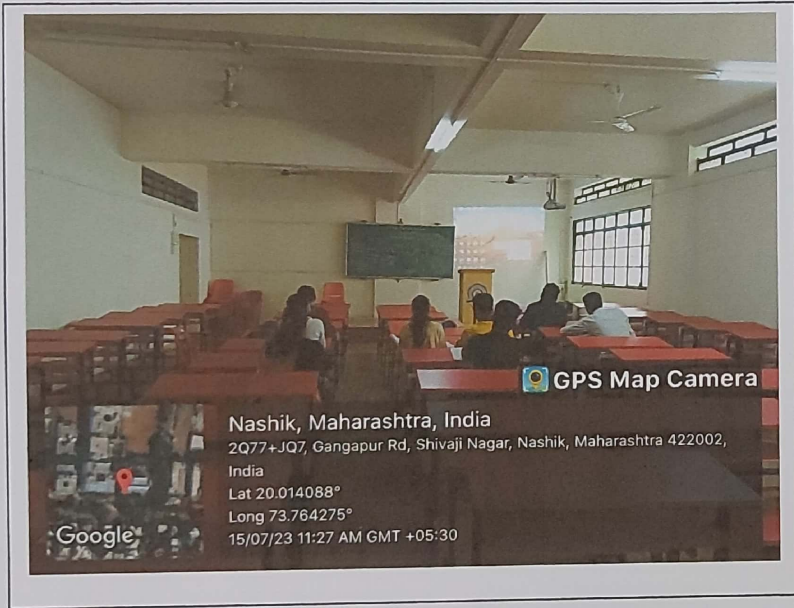 GPS Map Camera
Nashik, Maharashtra, India
2Q77+JQ7, Gangapur Rd, Shivaji Nagar, Nashik, Maharashtra 422002,
India
Lat 20.014088°
Long 73.764275°
15/07/23 11:27 AM GMT +05:30
Google